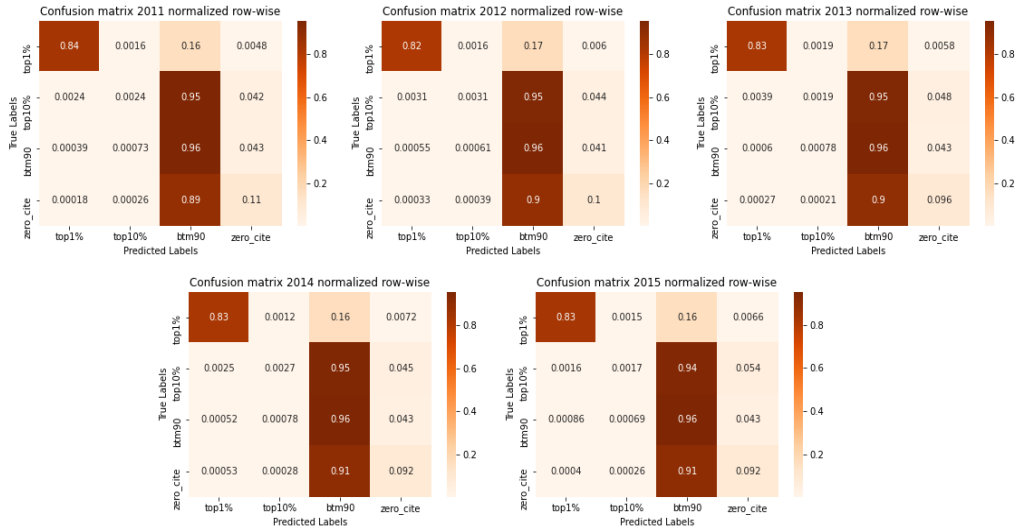 Confusion matrix 2011 normalized row-wise
True Labels
top1% 0.84 0.0016 0.16 0.0048
top10% 0.0024 0.0024 0.95 0.042
btm90 0.00039 0.00073 0.96 0.043
zero_cite 0.00018 0.00026 0.89 0.11
top1% top10% btm90 zero_cite
Predicted Labels
0.8
0.6
0.4
0.2
Confusion matrix 2012 normalized row-wise
True Labels
top1% 0.82 0.0016 0.17 0.006
top10% 0.0031 0.0031 0.95 0.044
btm90 0.00055 0.00061 0.96 0.041
zero_cite 0.00033 0.00039 0.9 0.1
top1% top10% btm90 zero_cite
Predicted Labels
0.8
0.6
0.4
0.2
Confusion matrix 2013 normalized row-wise
True Labels
top1% 0.83 0.0019 0.17 0.0058
top10% 0.0039 0.0019 0.95 0.048
btm90 0.0006 0.00078 0.96 0.043
zero_cite 0.00027 0.00021 0.9 0.096
top1% top10% btm90 zero_cite
Predicted Labels
0.8
0.6
0.4
0.2
Confusion matrix 2014 normalized row-wise
True Labels
top1% 0.83 0.0012 0.16 0.0072
top10% 0.0025 0.0027 0.95 0.045
btm90 0.00052 0.00078 0.96 0.043
zero_cite 0.00053 0.00028 0.91 0.092
top1% top10% btm90 zero_cite
Predicted Labels
0.8
0.6
0.4
0.2
Confusion matrix 2015 normalized row-wise
True Labels
top1% 0.83 0.0015 0.16 0.0066
top10% 0.0016 0.0017 0.94 0.054
btm90 0.00086 0.00069 0.96 0.043
zero_cite 0.0004 0.00026 0.91 0.092
top1% top10% btm90 zero_cite
Predicted Labels
0.8
0.6
0.4
0.2